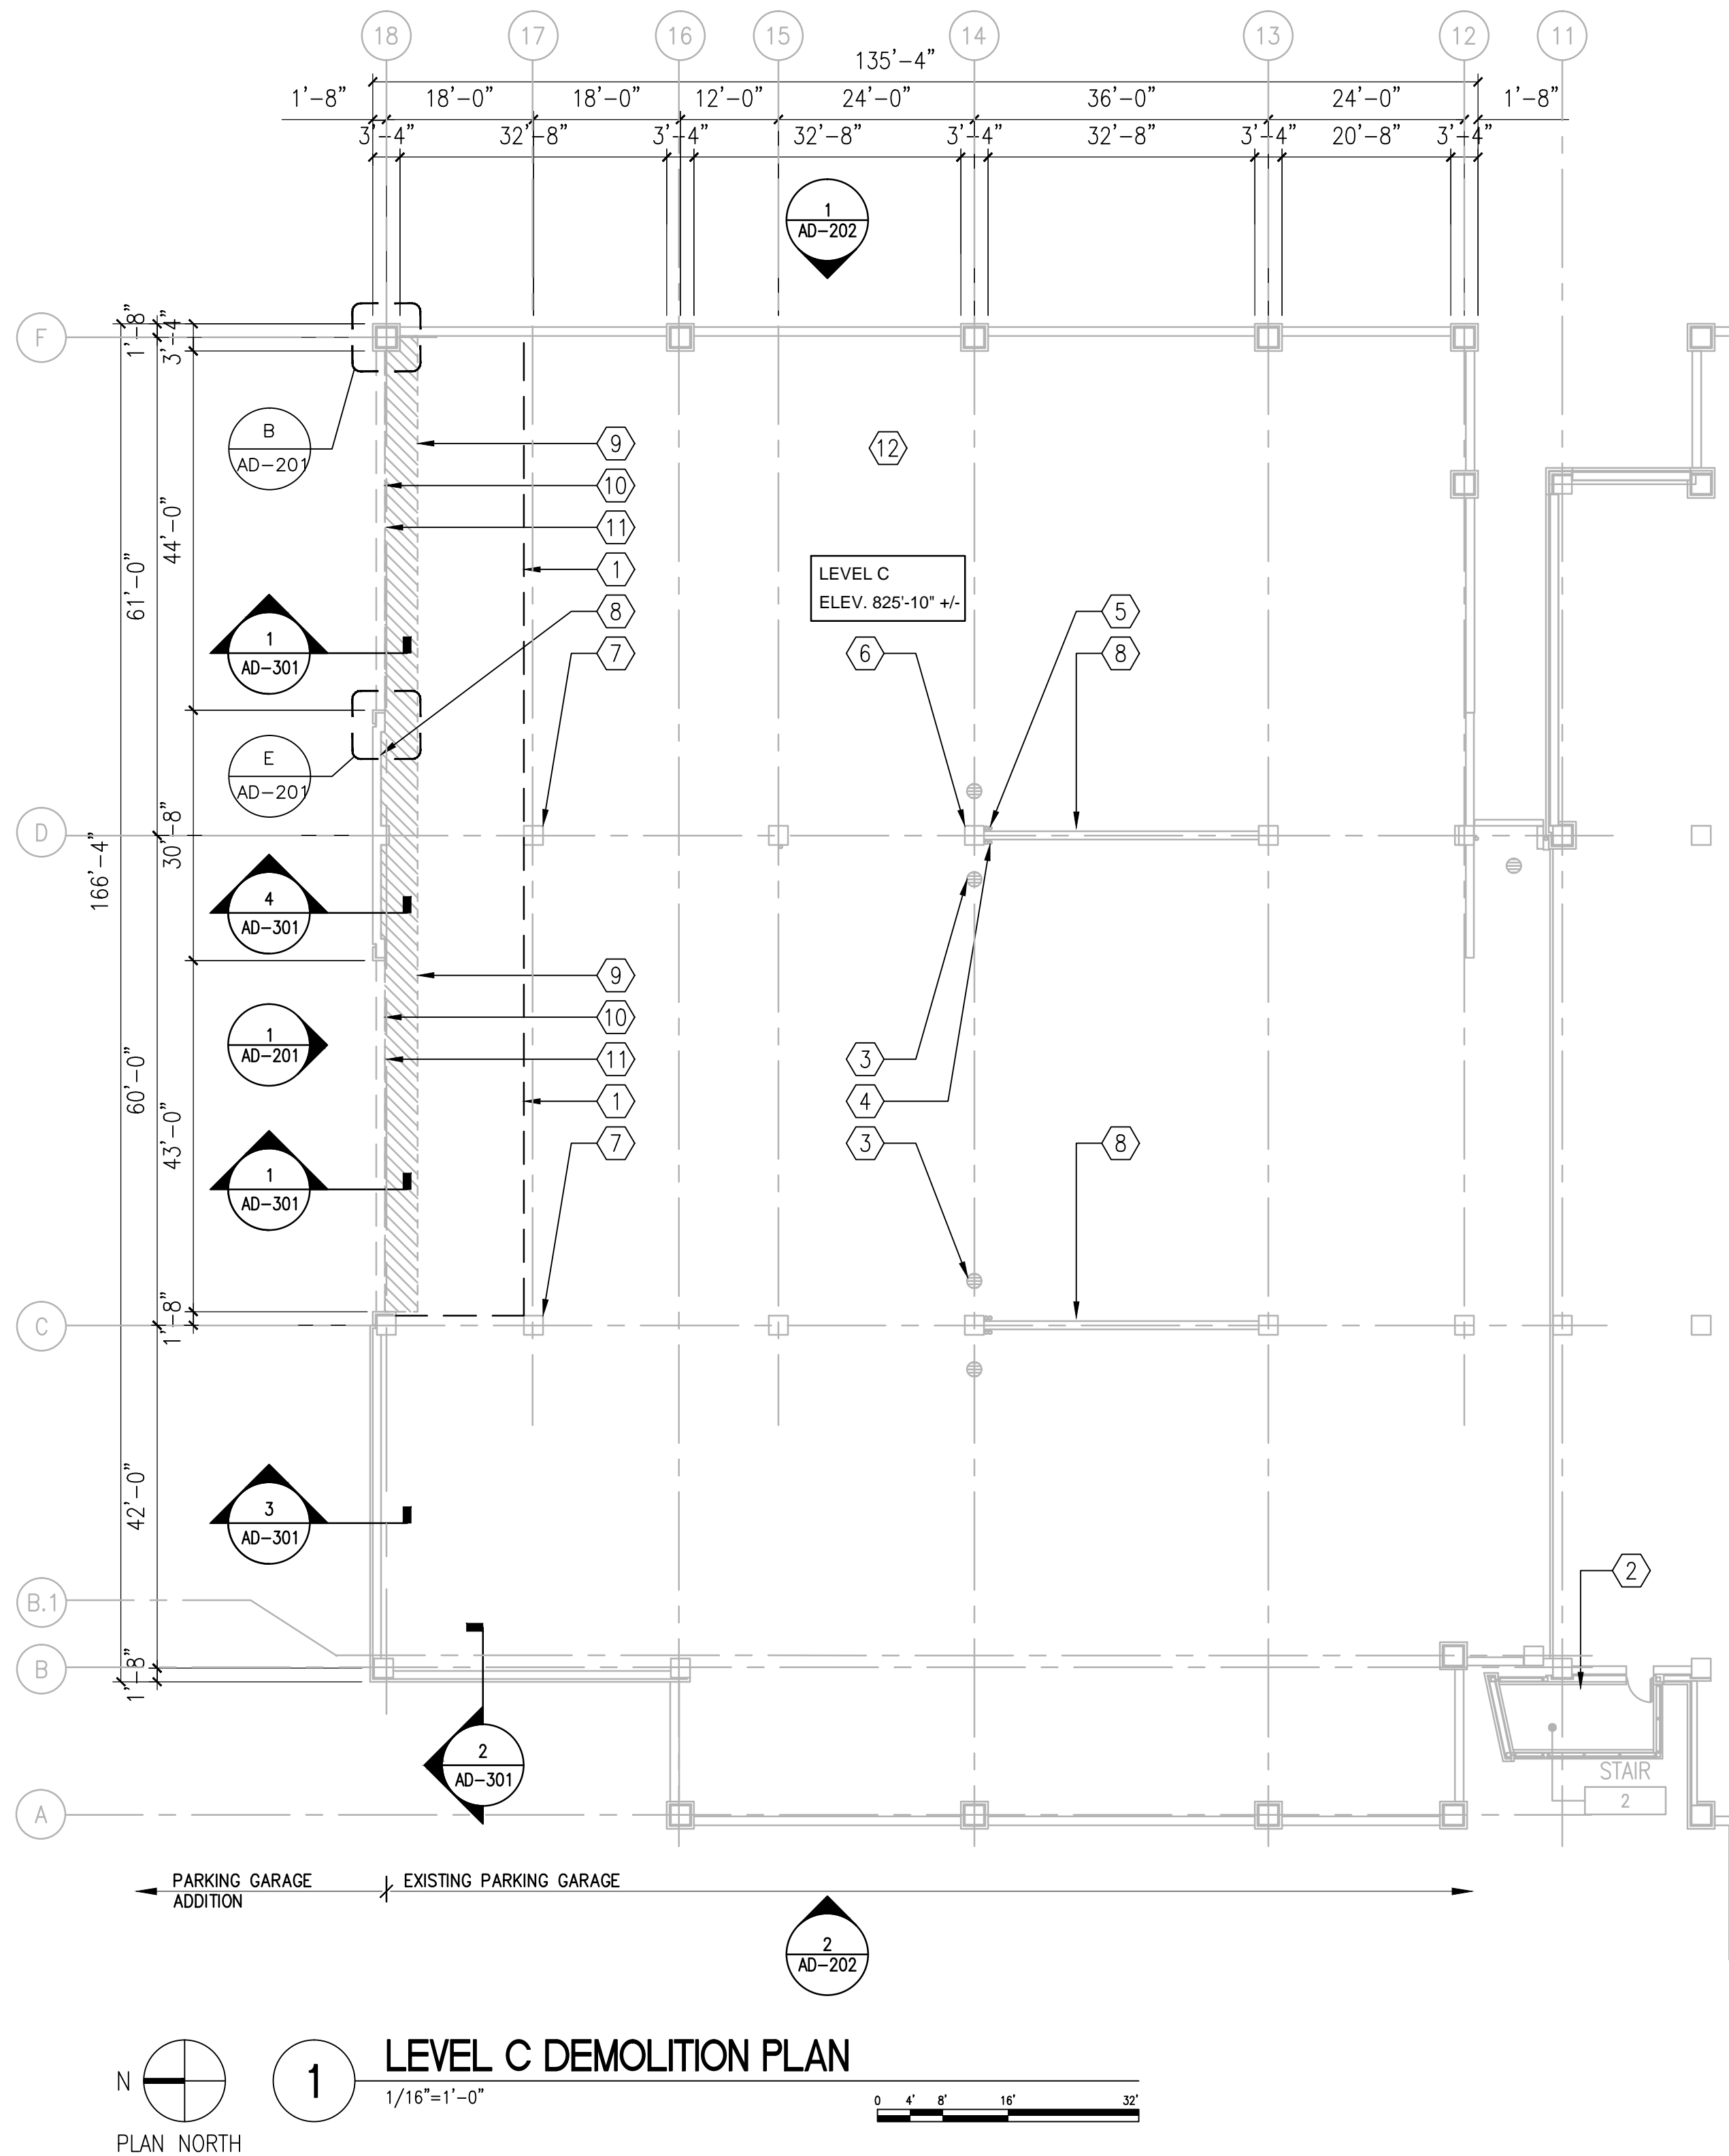 18 17 16 15 14 13 12 11
135'-4"
1'-8" 18'-0" 18'-0" 12'-0" 24'-0" 36'-0" 24'-0" 1'-8"
3'-4" 32'-8" 3'-4" 32'-8" 3'-4" 32'-8" 3'-4" 20'-8" 3'-4"
1
AD-202
F
1'-8"
3'-4"
B
AD-201
9
12
10
11
44'-0"
61'-0"
1
LEVEL C
ELEV. 825'-10" +/-
8
5
1
AD-301
7
6
8
E
AD-201
D
30'-8"
166'-4"
4
AD-301
9
10
1
AD-201
11
3
60'-0"
43'-0"
1
4
7
3
8
1
AD-301
C
1'-8"
42'-0"
3
AD-301
2
B.1
B
1'-8"
2
AD-301
STAIR
2
A
PARKING GARAGE
ADDITION
EXISTING PARKING GARAGE
2
AD-202
N
PLAN NORTH
1
LEVEL C DEMOLITION PLAN
1/16"=1'-0"
0 4' 8' 16' 32'